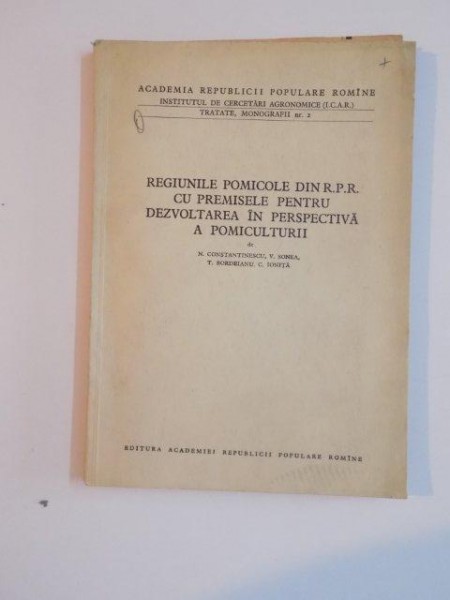 ACADEMIA REPUBLICII POPULARE ROMÎNE
INSTITUTUL DE CERCETĂRI AGRONOMICE (I.C.A.R.)
TRATATE, MONOGRAFII nr. 2
REGIUNILE POMICOLE DIN R.P.R.
CU PREMISELE PENTRU
DEZVOLTAREA ÎN PERSPECTIVĂ
A POMICULTURII
de
N. CONSTANTINESCU, V. SONEA,
T. BORDEIANU, C. IONIȚĂ
EDITURA ACADEMIEI REPUBLICII POPULARE ROMÎNE